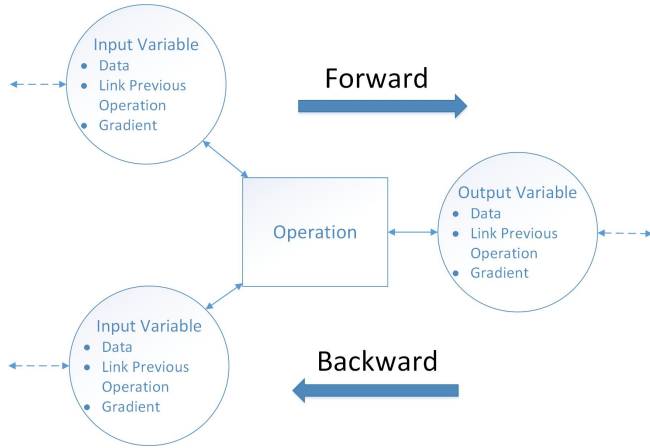 Input Variable
● Data
● Link Previous
Operation
● Gradient
Forward
Operation
Output Variable
● Data
● Link Previous
Operation
● Gradient
Input Variable
● Data
● Link Previous
Operation
● Gradient
Backward